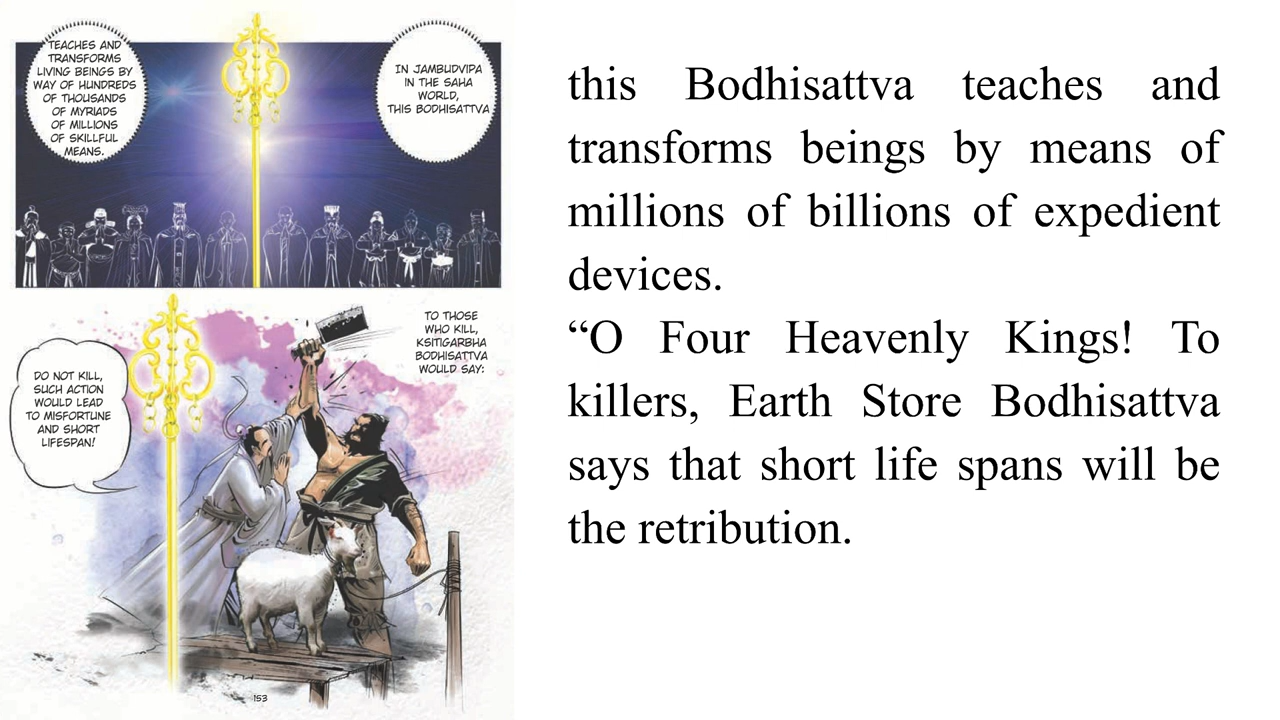 TEACHES AND
TRANSFORMS
LIVING BEINGS BY
WAY OF HUNDREDS
OF THOUSANDS
OF MYRIADS
OF MILLIONS
OF SKILLFUL
MEANS.
IN JAMBUDVIPA
IN THE SAHA
WORLD,
THIS BODHISATTVA
TO THOSE
WHO KILL,
KSITIGARBHA
BODHISATTVA
WOULD SAY:
DO NOT KILL,
SUCH ACTION
WOULD LEAD
TO MISFORTUNE
AND SHORT
LIFESPAN!
153
this Bodhisattva teaches and
transforms beings by means of
millions of billions of expedient
devices.
“O Four Heavenly Kings! To
killers, Earth Store Bodhisattva
says that short life spans will be
the retribution.